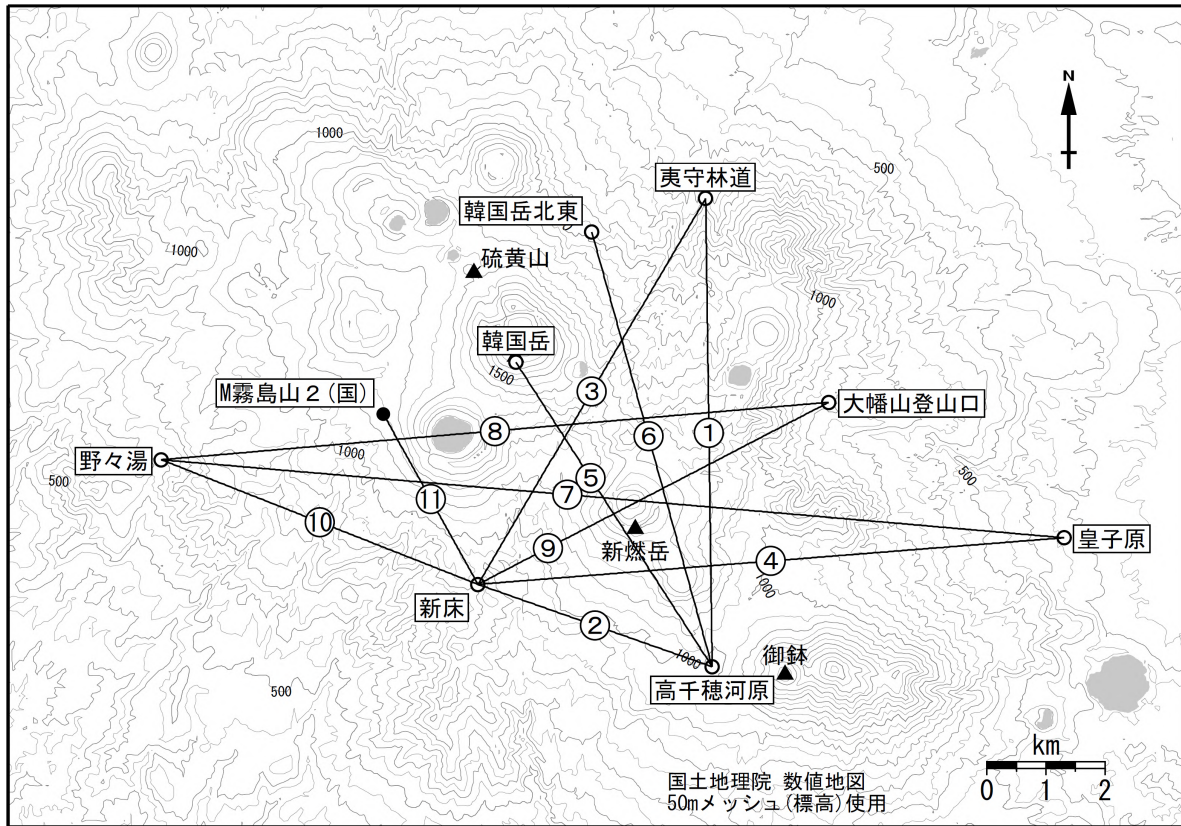 N
1000
500
夷守林道
韓国岳北東
1000
硫黄山
1000
韓国岳
1500
③
M霧島山2(国)
大幡山登山口
⑧
⑥
①
1000
野々湯
500
⑤
500
⑪
⑦
⑩
新燃岳
皇子原
⑨
④
1000
新床
②
1000
御鉢
高千穂河原
500
km
国土地理院 数値地図
50mメッシュ(標高)使用
0 1 2